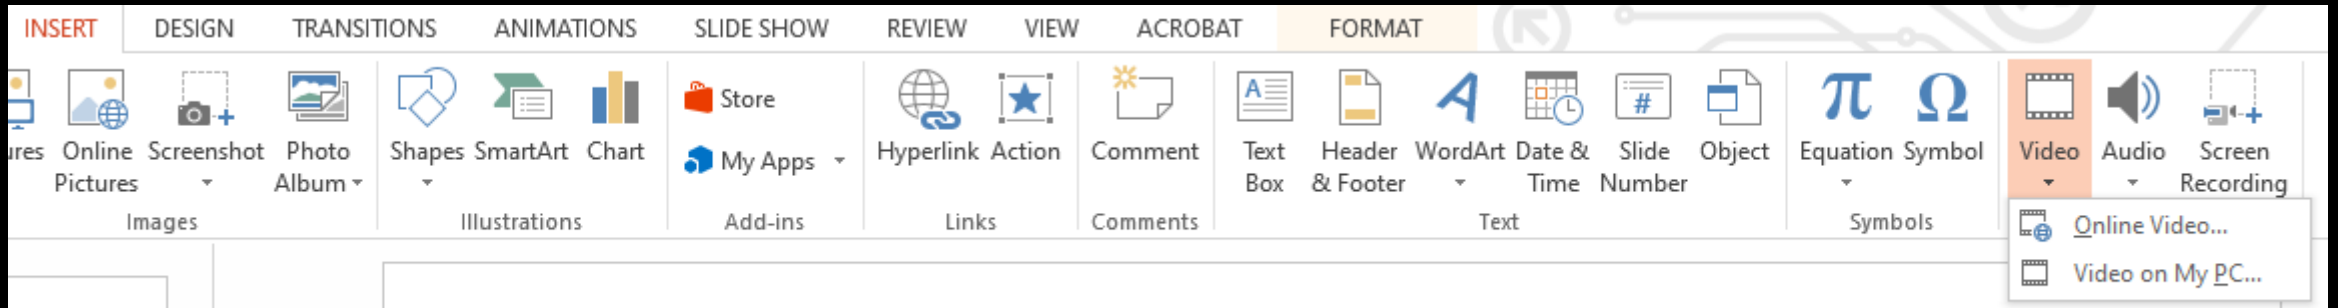 INSERT DESIGN TRANSITIONS ANIMATIONS SLIDE SHOW REVIEW VIEW ACROBAT FORMAT
Online Pictures
Screenshot
Photo Album
Images
Shapes
SmartArt
Chart
Illustrations
Store
My Apps
Add-ins
Hyperlink
Action
Links
Comment
Comments
Text Box
Header & Footer
WordArt
Date & Time
Slide Number
Object
Text
Equation
Symbol
Symbols
Video
Audio
Screen Recording
Online Video...
Video on My PC...